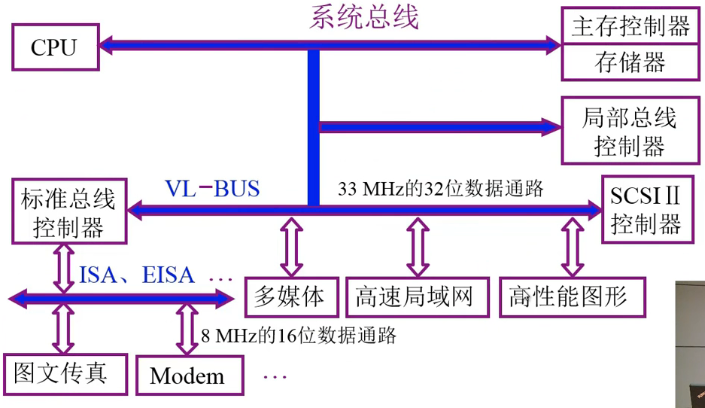 系统总线
CPU
主存控制器
存储器
局部总线
控制器
标准总线
控制器
VL-BUS
33 MHz的32位数据通路
SCSIⅡ
控制器
ISA、EISA …
多媒体
高速局域网
高性能图形
8 MHz的16位数据通路
图文传真
Modem
…